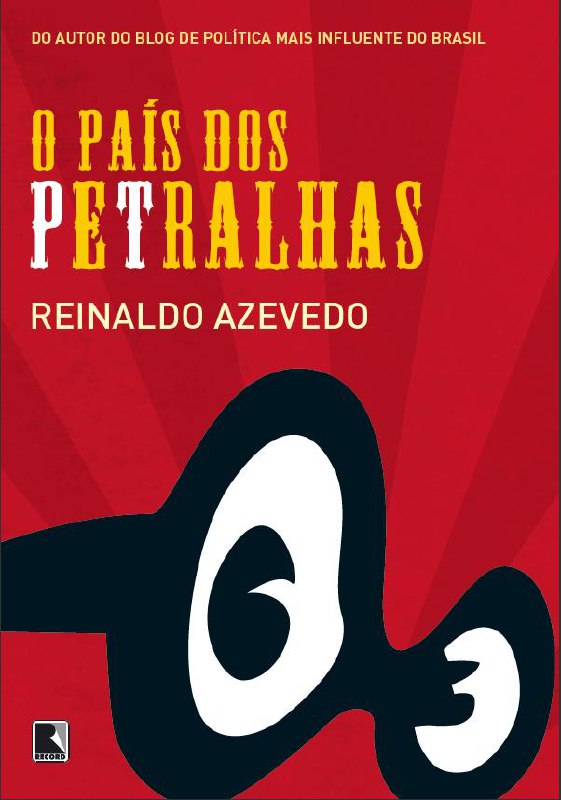 DO AUTOR DO BLOG DE POLÍTICA MAIS INFLUENTE DO BRASIL
O PAÍS DOS
PETRALHAS
REINALDO AZEVEDO
RECORD